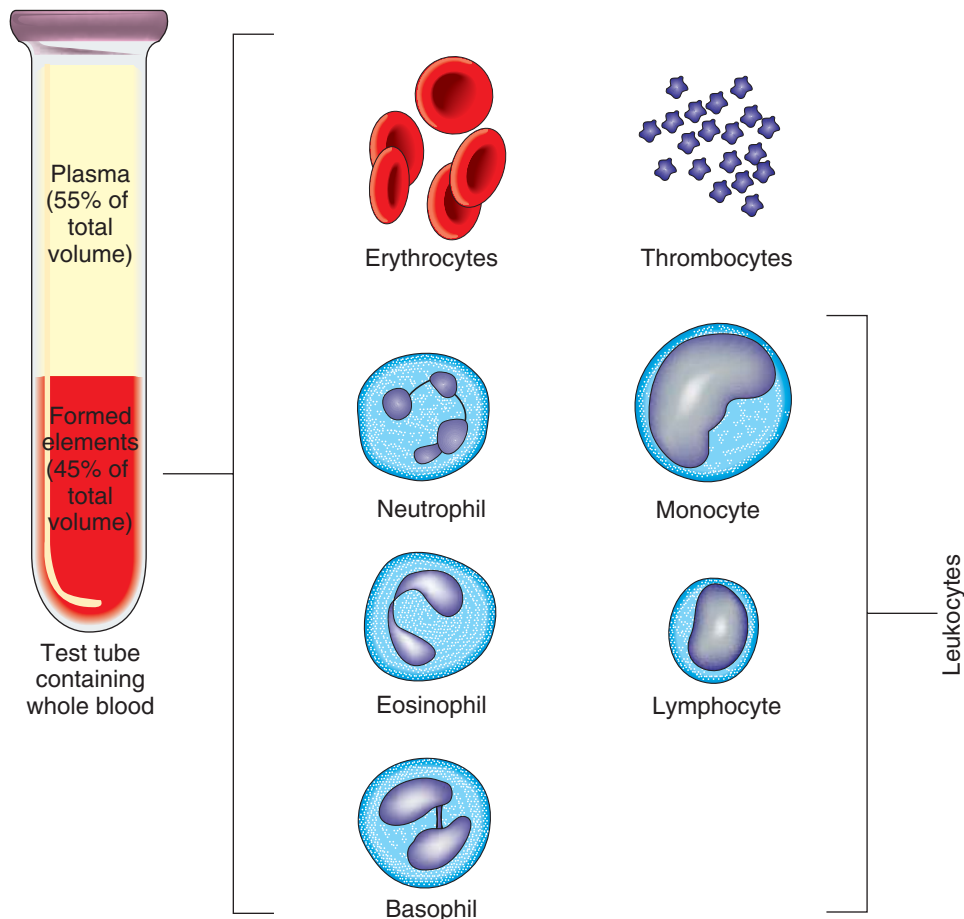 Plasma
(55% of
total
volume)
Formed
elements
(45% of
total
volume)
Test tube
containing
whole blood
Erythrocytes
Thrombocytes
Neutrophil
Monocyte
Eosinophil
Lymphocyte
Basophil
Leukocytes